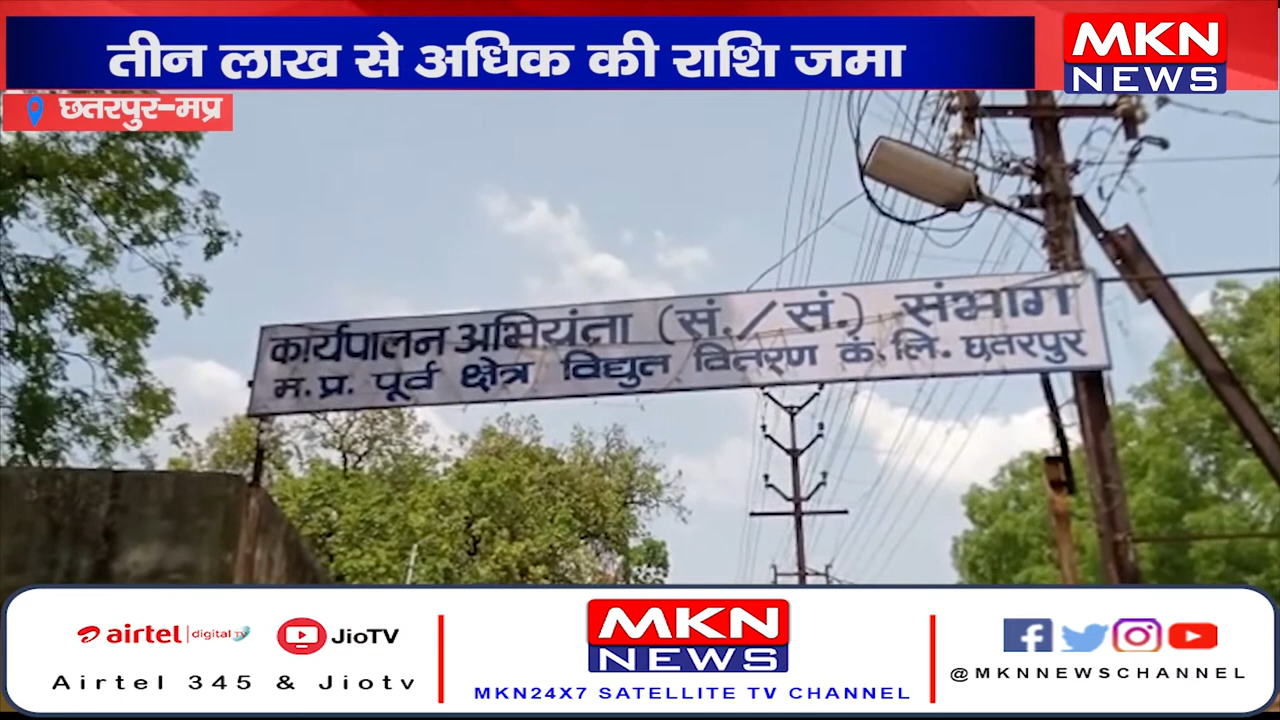 तीन लाख से अधिक की राशि जमा
MKN
NEWS
छतरपुर-मप्र
कार्यपालन अभियंता (सं./सं.) संभाग
म.प्र. पूर्व क्षेत्र विद्युत वितरण कं. लि. छतरपुर
airtel digital TV
JioTV
Airtel 345 & Jiotv
MKN
NEWS
MKN24X7 SATELLITE TV CHANNEL
@MKNNEWSCHANNEL